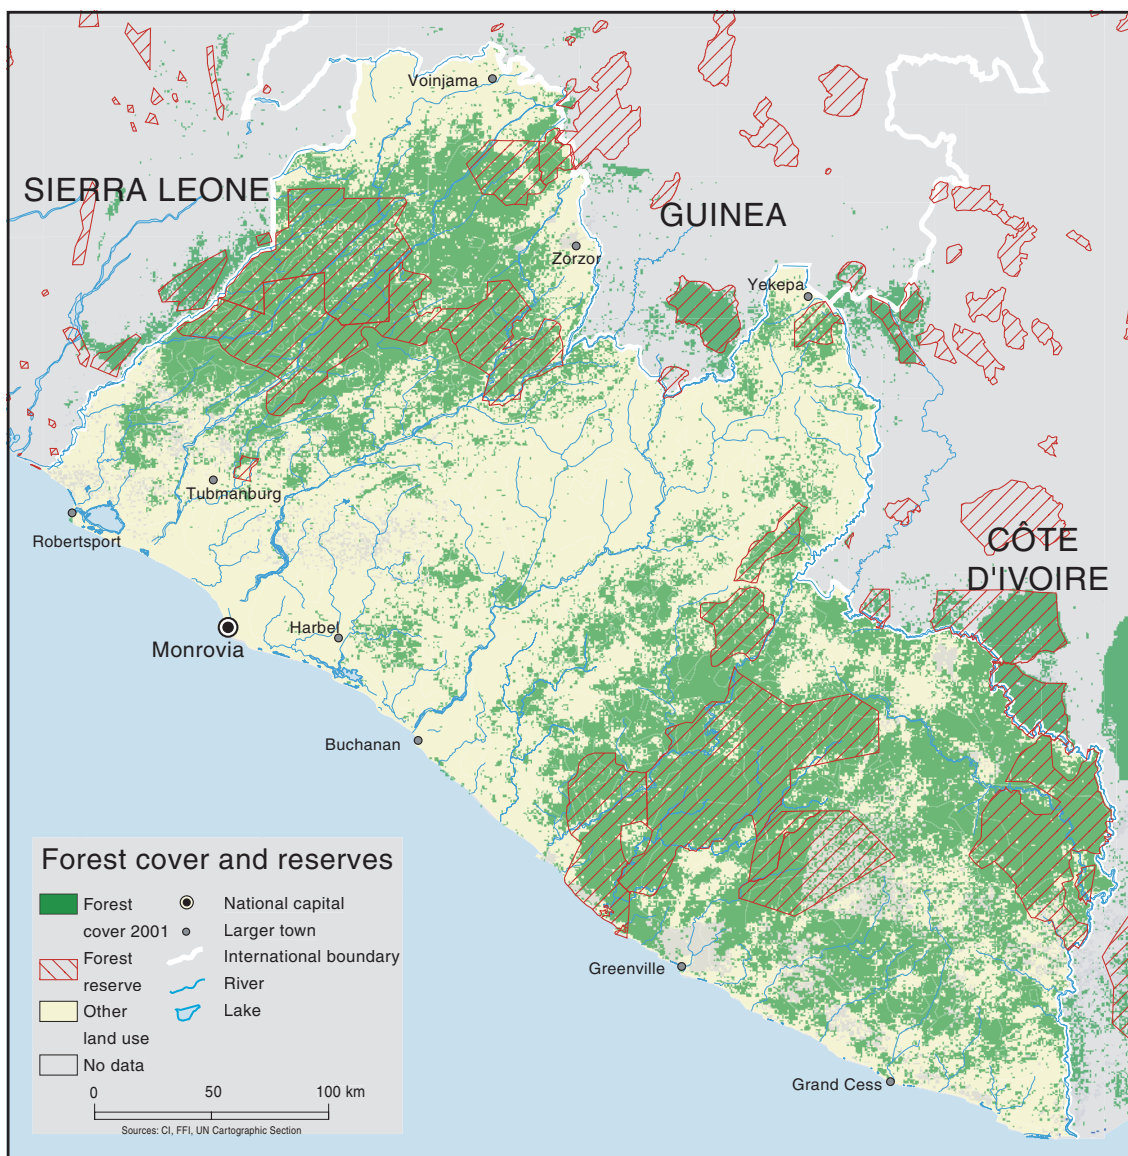 Voinjama
SIERRA LEONE
GUINEA
Zorzor
Yekepa
Tubmanburg
Robertsport
CÔTE
D'IVOIRE
Harbel
Monrovia
Buchanan
Greenville
Grand Cess
Forest cover and reserves
Forest
cover 2001
Forest
reserve
Other
land use
No data
National capital
Larger town
International boundary
River
Lake
0 50 100 km
Sources: CI, FFI, UN Cartographic Section